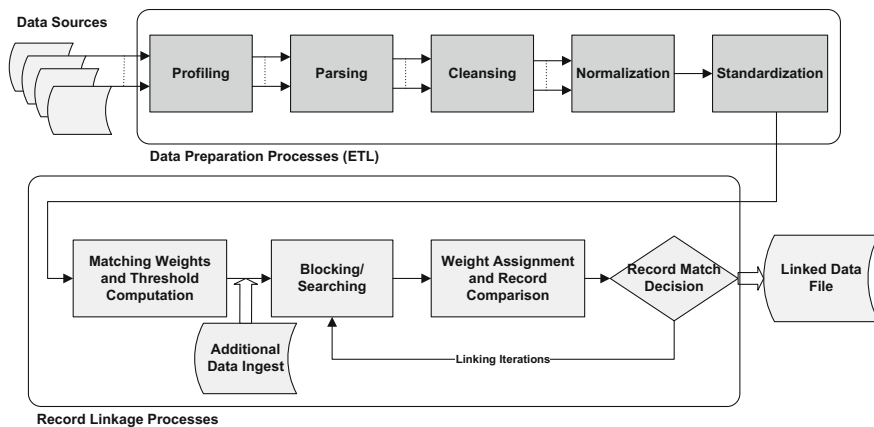 Data Sources
Profiling
Parsing
Cleansing
Normalization
Standardization
Data Preparation Processes (ETL)
Matching Weights
and Threshold
Computation
Blocking/
Searching
Weight Assignment
and Record
Comparison
Record Match
Decision
Linked Data
File
Additional
Data Ingest
Linking Iterations
Record Linkage Processes